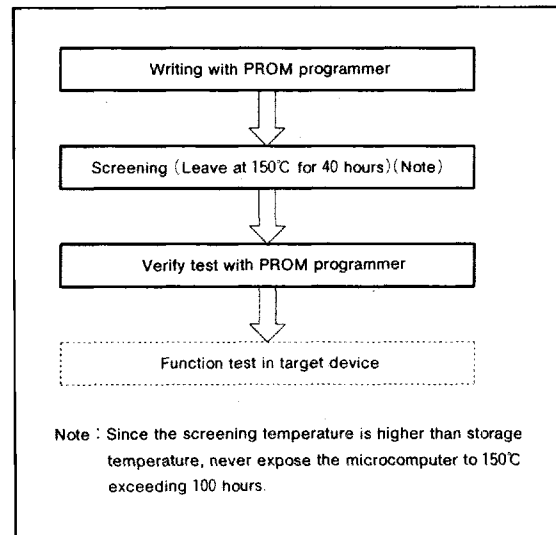 Writing with PROM programmer
Screening (Leave at 150℃ for 40 hours)(Note)
Verify test with PROM programmer
Function test in target device
Note : Since the screening temperature is higher than storage
temperature, never expose the microcomputer to 150℃
exceeding 100 hours.